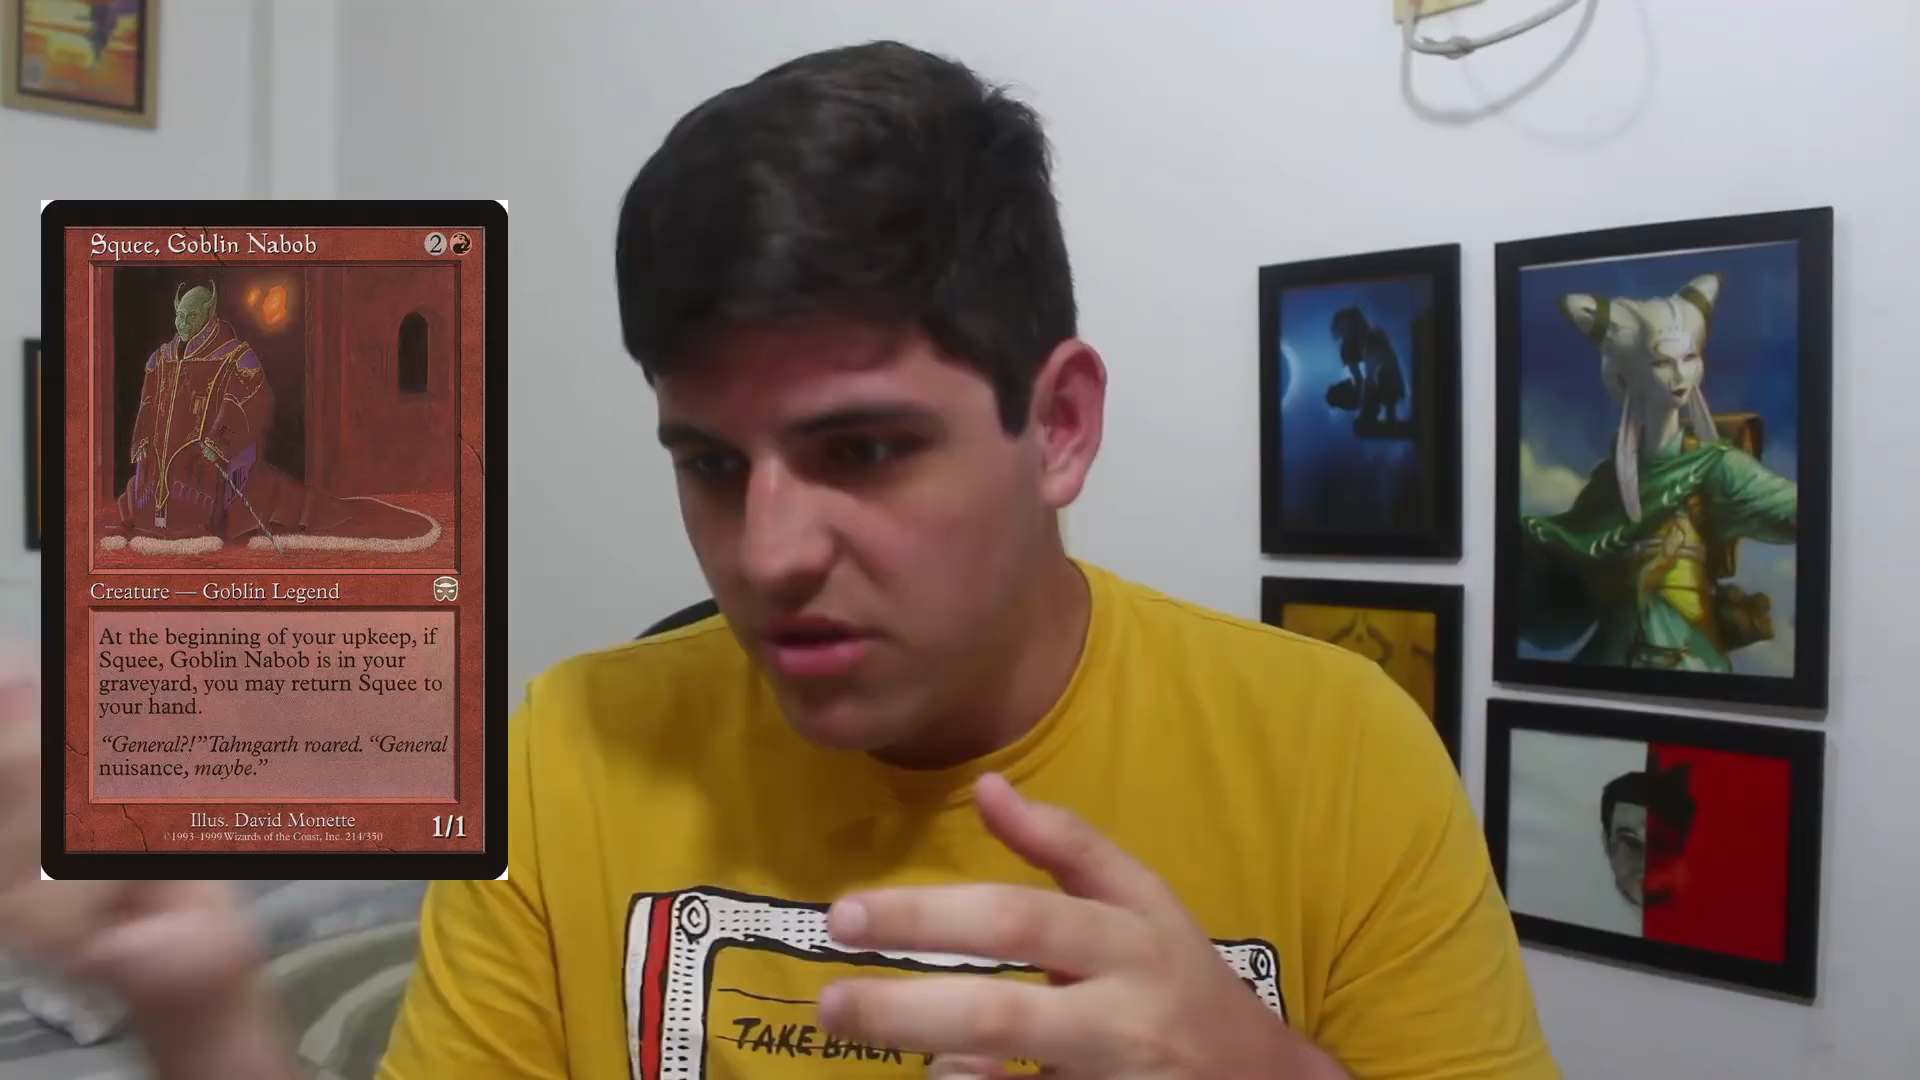 Squee, Goblin Nabob 2
Creature — Goblin Legend
At the beginning of your upkeep, if
Squee, Goblin Nabob is in your
graveyard, you may return Squee to
your hand.
“General?!” Tahngarth roared. “General
nuisance, maybe.”
Illus. David Monette
©1993-1999 Wizards of the Coast, Inc. 214/350
1/1
TAKE BACK